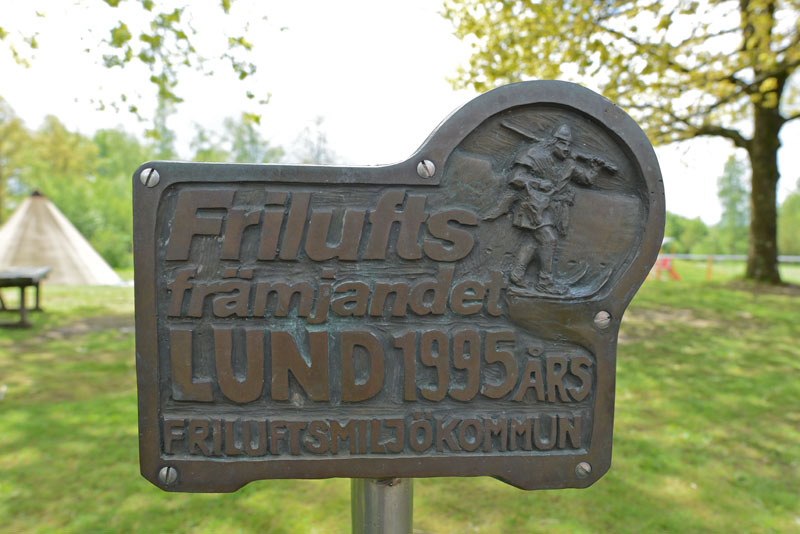 Frilufts
främjandet
LUND 1995 ÅRS
FRILUFTSMILJÖKOMMUN